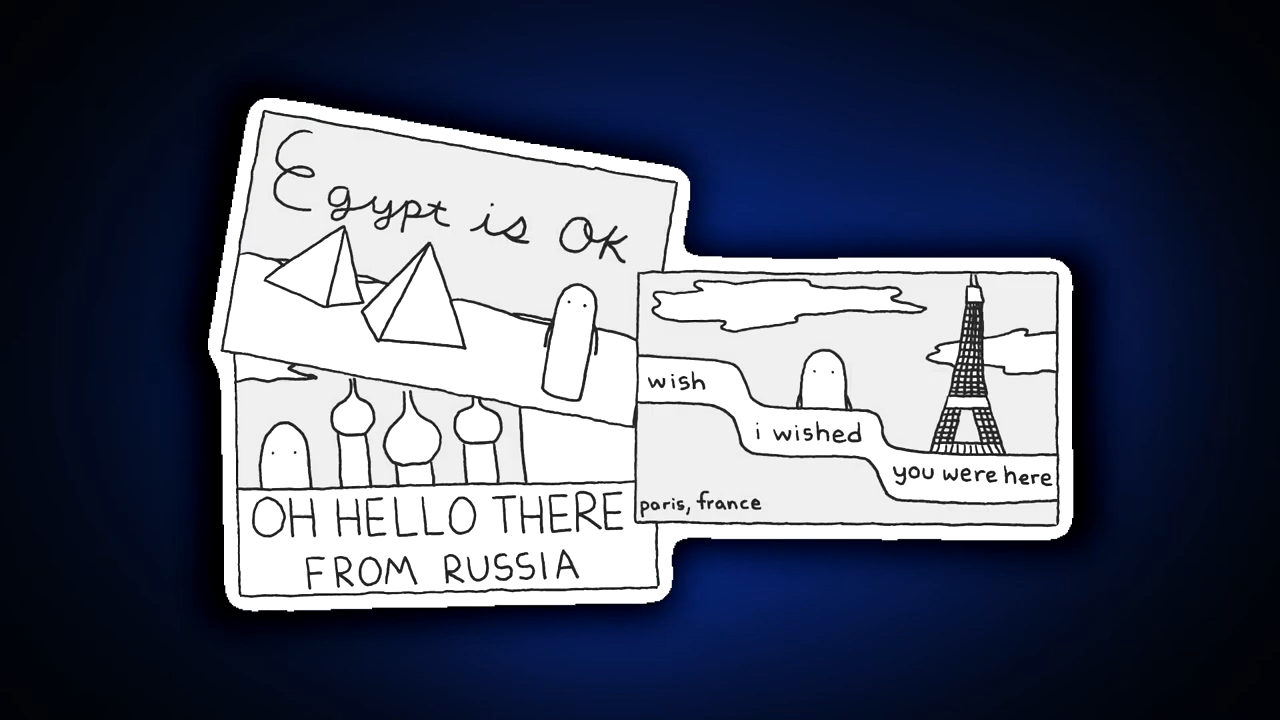 Egypt is OK
wish
i wished
you were here
paris, france
OH HELLO THERE
FROM RUSSIA